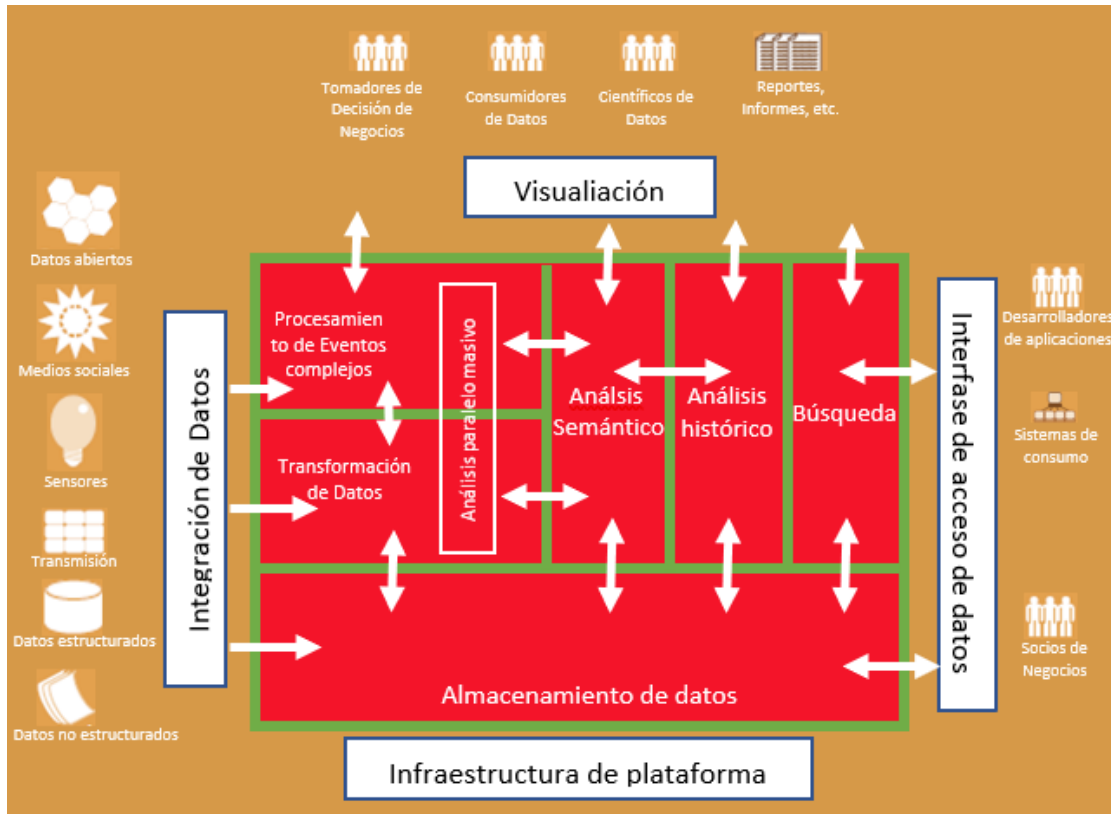 Tomadores de
Decisión de
Negocios
Consumidores
de Datos
Científicos de
Datos
Reportes,
Informes, etc.
Visualiación
Datos abiertos
Medios sociales
Sensores
Transmisión
Datos estructurados
Datos no estructurados
Integración de Datos
Procesamien
to de Eventos
complejos
Transformación
de Datos
Análisis paralelo masivo
Análsis
Semántico
Análisis
histórico
Búsqueda
Almacenamiento de datos
Interfase de acceso de datos
Desarrolladores
de aplicaciones
Sistemas de
consumo
Socios de
Negocios
Infraestructura de plataforma